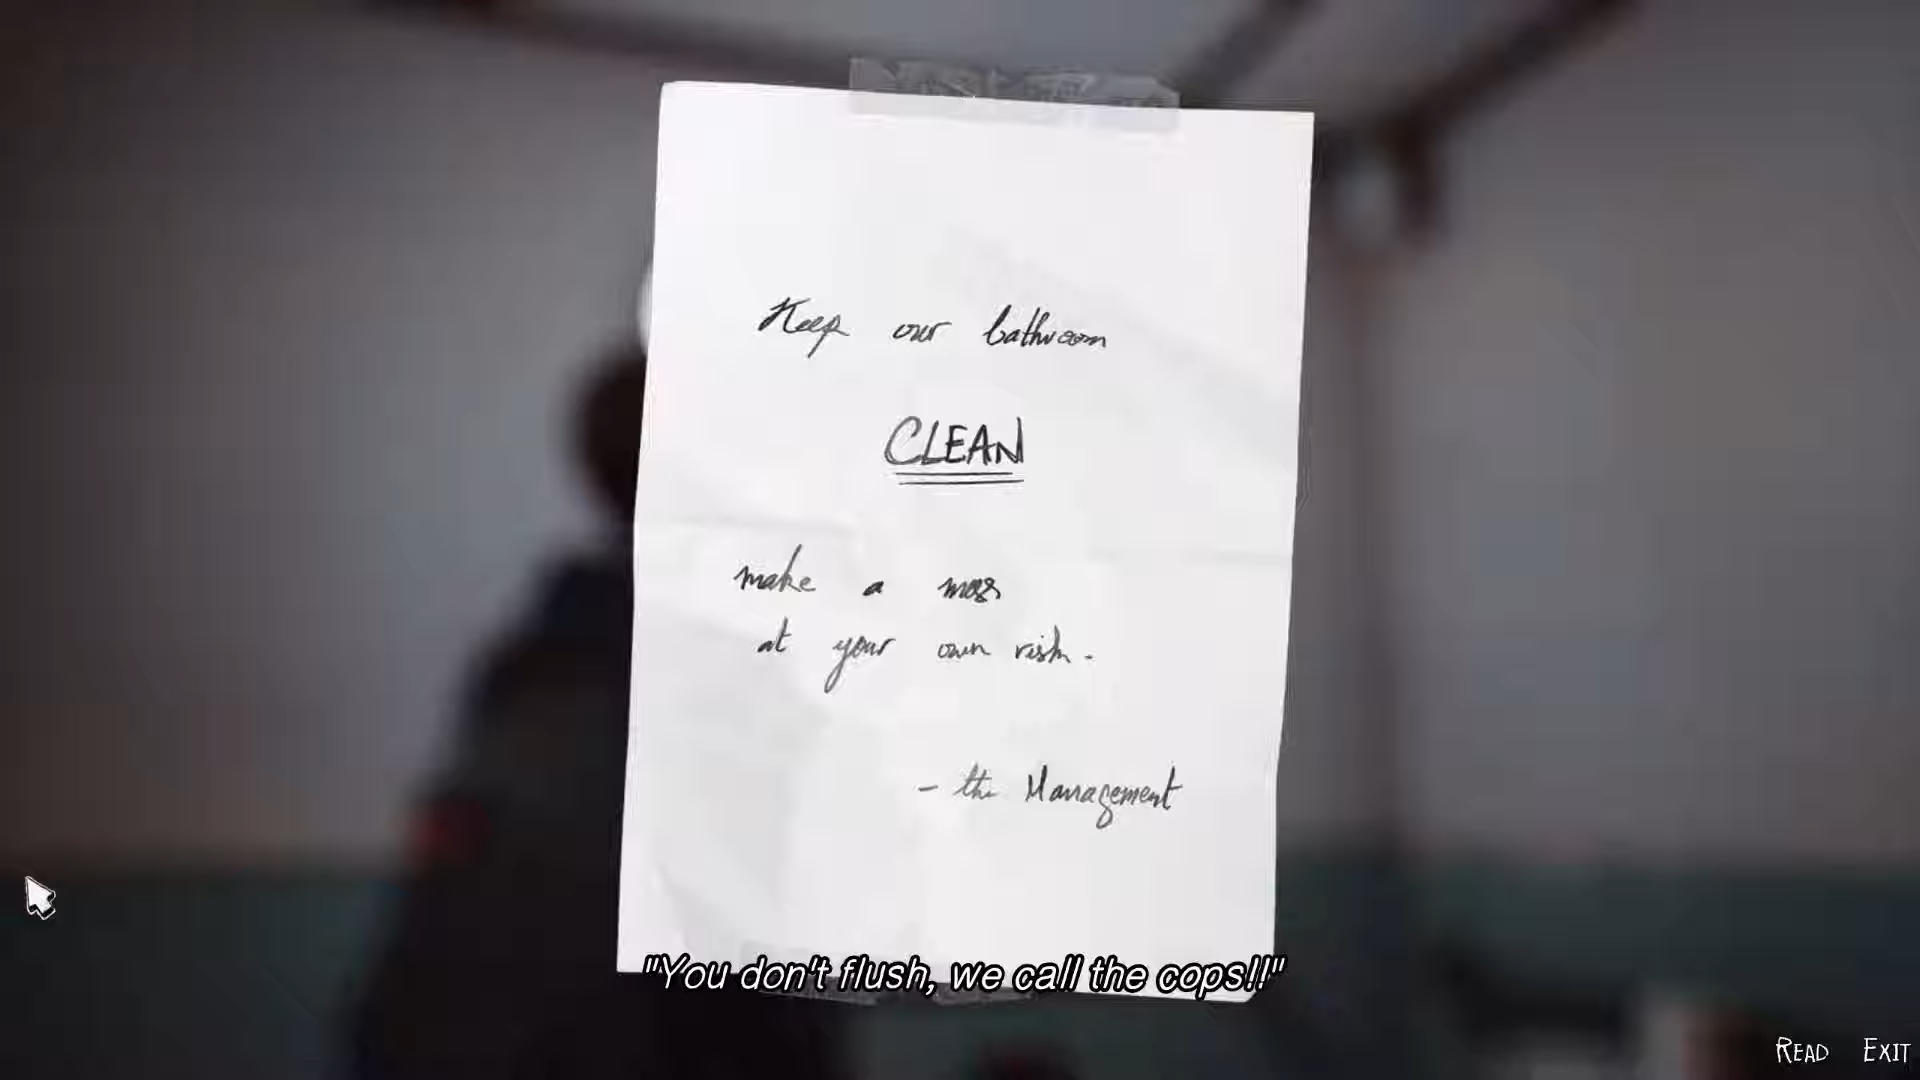 Keep our bathroom
CLEAN
make a mess
at your own risk.
- the Management
"You don't flush, we call the cops!!"
READ EXIT